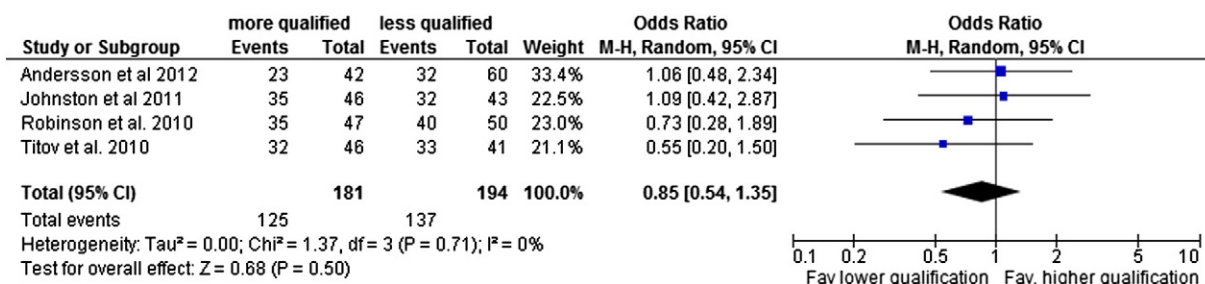 more qualified less qualified Odds Ratio Odds Ratio
Study or Subgroup Events Total Events Total Weight M-H, Random, 95% CI M-H, Random, 95% CI
Andersson et al 2012 23 42 32 60 33.4% 1.06 [0.48, 2.34]
Johnston et al 2011 35 46 32 43 22.5% 1.09 [0.42, 2.87]
Robinson et al. 2010 35 47 40 50 23.0% 0.73 [0.28, 1.89]
Titov et al. 2010 32 46 33 41 21.1% 0.55 [0.20, 1.50]
Total (95% CI) 181 194 100.0% 0.85 [0.54, 1.35]
Total events 125 137
Heterogeneity: Tau² = 0.00; Chi² = 1.37, df = 3 (P = 0.71); I² = 0%
Test for overall effect: Z = 0.68 (P = 0.50)
0.1 0.2 0.5 1 2 5 10
Fav lower qualification Fav. higher qualification